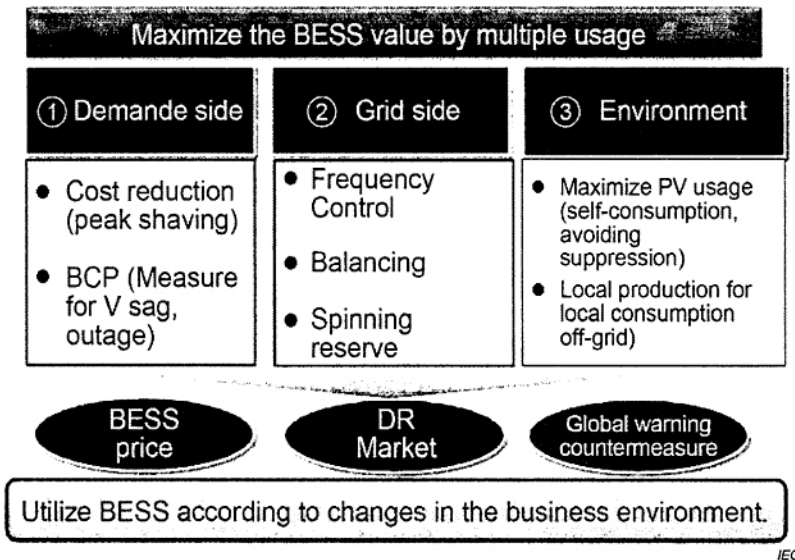 Maximize the BESS value by multiple usage
① Demande side
● Cost reduction
(peak shaving)
● BCP (Measure
for V sag,
outage)
② Grid side
● Frequency
Control
● Balancing
● Spinning
reserve
③ Environment
● Maximize PV usage
(self-consumption,
avoiding
suppression)
● Local production for
local consumption
off-grid)
BESS
price
DR
Market
Global warning
countermeasure
Utilize BESS according to changes in the business environment.
IEC